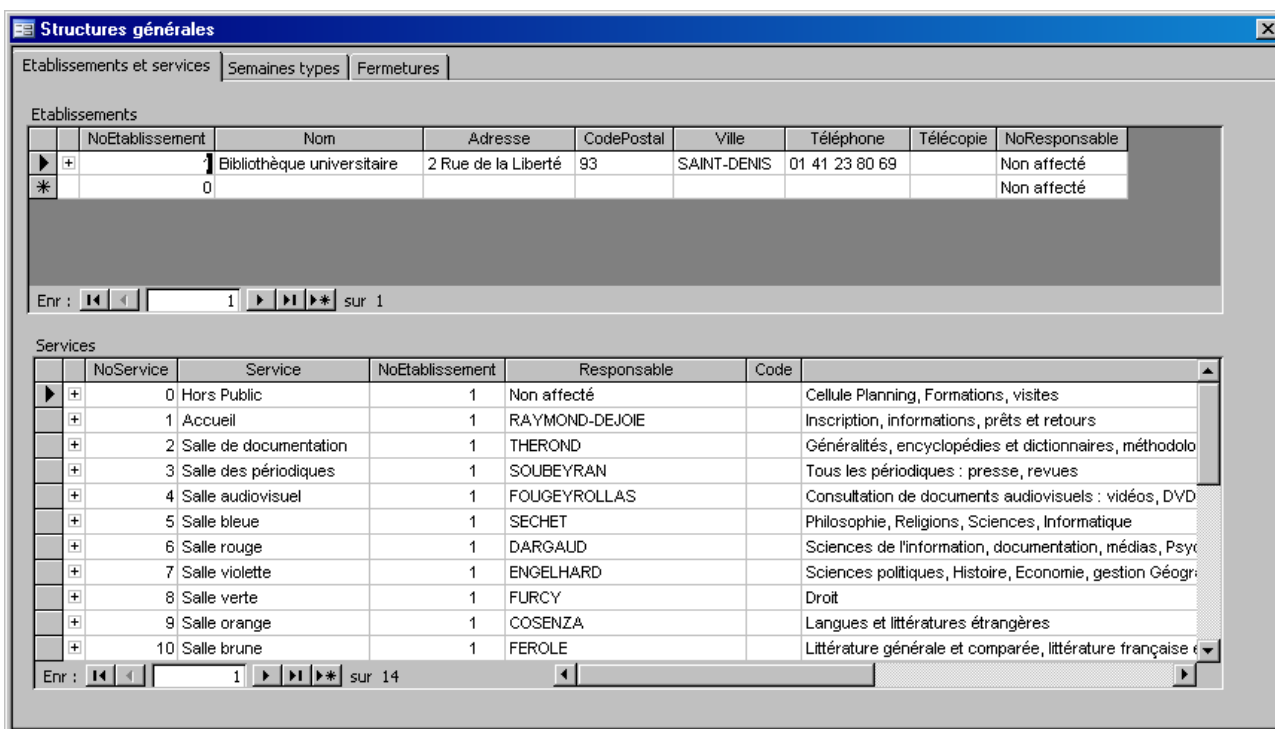 Structures générales
Etablissements et services Semaines types Fermetures
Etablissements
NoEtablissement Nom Adresse CodePostal Ville Téléphone Télécopie NoResponsable
1 Bibliothèque universitaire 2 Rue de la Liberté 93 SAINT-DENIS 01 41 23 80 69 Non affecté
0 Non affecté
Enr : 1 sur 1
Services
NoService Service NoEtablissement Responsable Code
0 Hors Public 1 Non affecté Cellule Planning, Formations, visites
1 Accueil 1 RAYMOND-DEJOIE Inscription, informations, prêts et retours
2 Salle de documentation 1 THEROND Généralités, encyclopédies et dictionnaires, méthodolo
3 Salle des périodiques 1 SOUBEYRAN Tous les périodiques : presse, revues
4 Salle audiovisuel 1 FOUGEYROLLAS Consultation de documents audiovisuels : vidéos, DVD
5 Salle bleue 1 SECHET Philosophie, Religions, Sciences, Informatique
6 Salle rouge 1 DARGAUD Sciences de l'information, documentation, médias, Psy
7 Salle violette 1 ENGELHARD Sciences politiques, Histoire, Economie, gestion Géogr
8 Salle verte 1 FURCY Droit
9 Salle orange 1 COSENZA Langues et littératures étrangères
10 Salle brune 1 FEROLE Littérature générale et comparée, littérature française
Enr : 1 sur 14